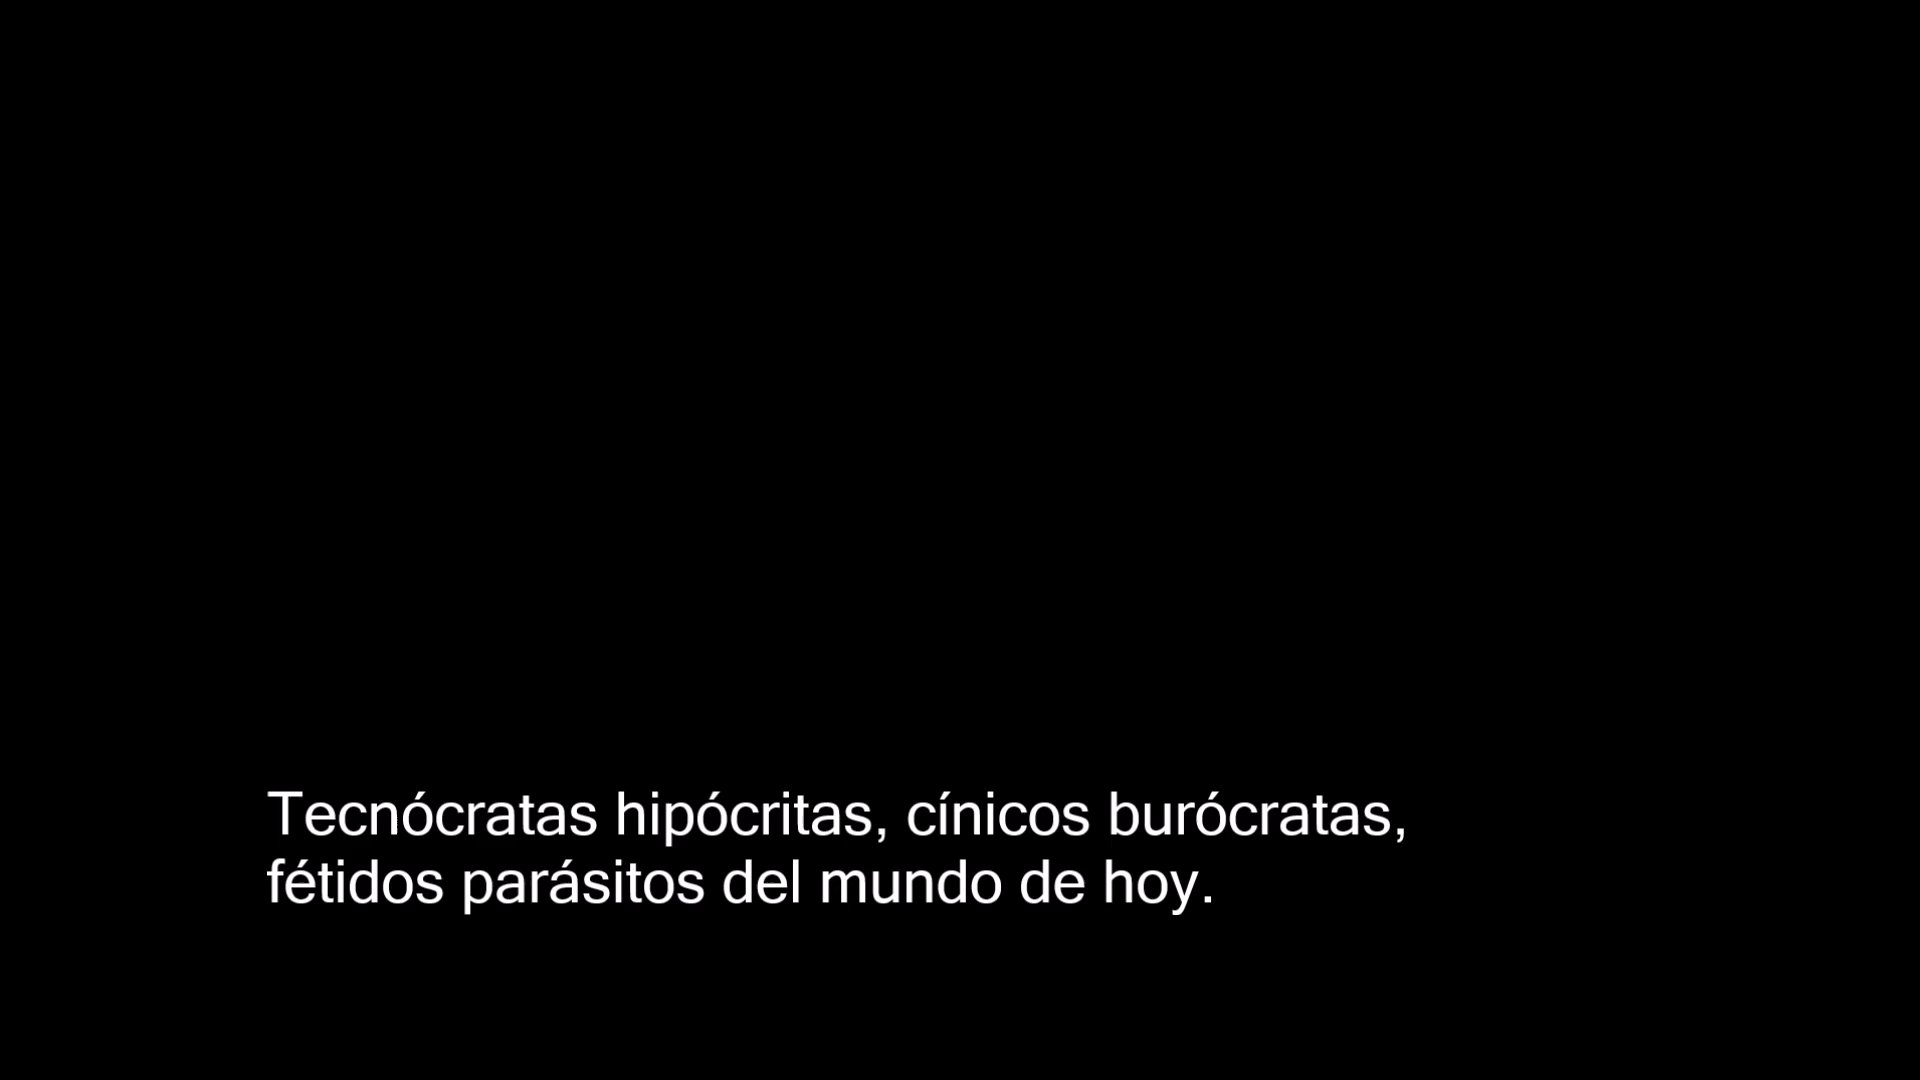 Tecnócratas hipócritas, cínicos burócratas,
fétidos parásitos del mundo de hoy.